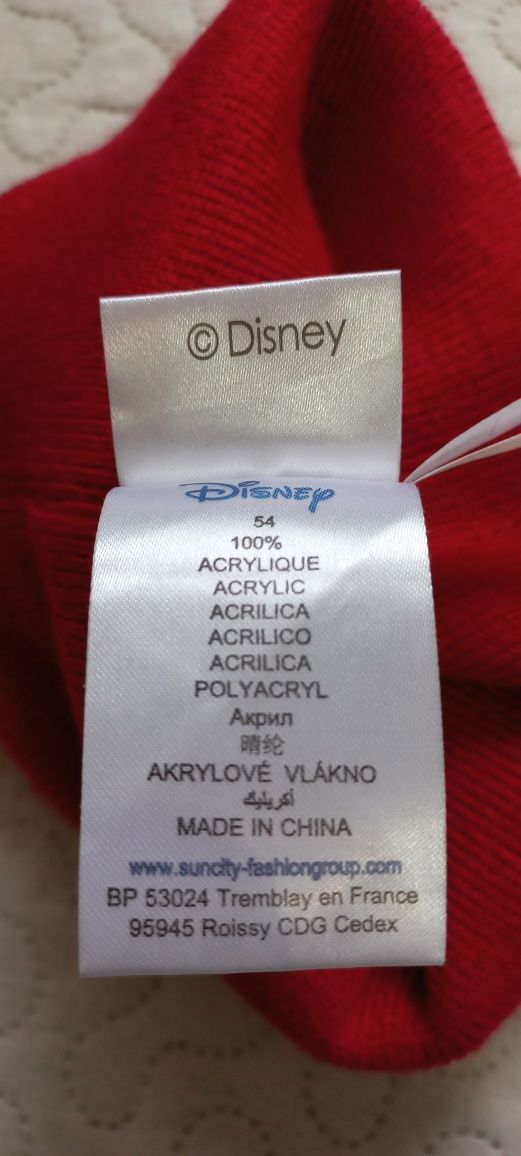 © Disney
Disney
54
100%
ACRYLIQUE
ACRYLIC
ACRILICA
ACRILICO
ACRILICA
POLYACRYL
Акрил
晴纶
AKRYLOVÉ VLÁKNO
أكريليك
MADE IN CHINA
www.suncity-fashiongroup.com
BP 53024 Tremblay en France
95945 Roissy CDG Cedex